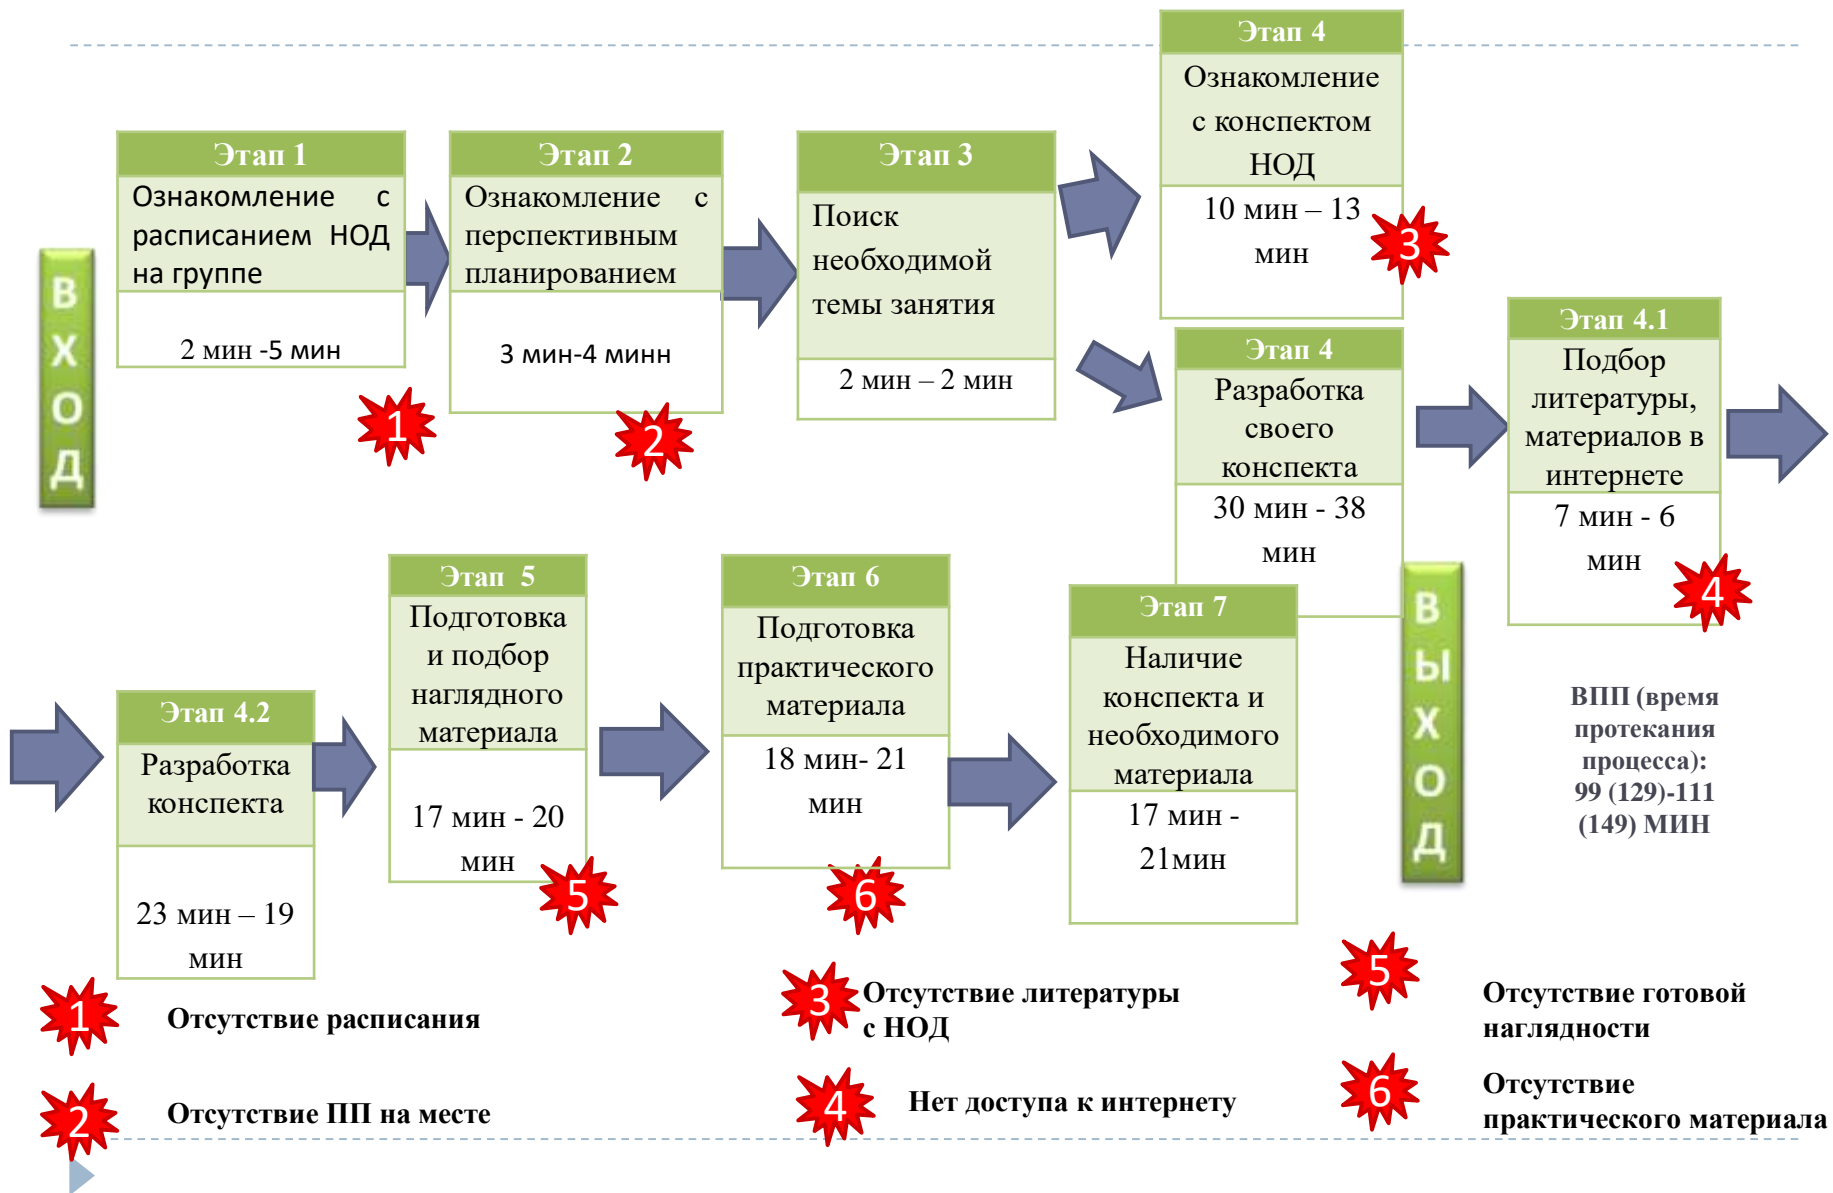 ВХОД
Этап 1
Ознакомление с
расписанием НОД
на группе
2 мин -5 мин
1
Этап 2
Ознакомление с
перспективным
планированием
3 мин-4 минн
2
Этап 3
Поиск
необходимой
темы занятия
2 мин – 2 мин
Этап 4
Ознакомление
с конспектом
НОД
10 мин – 13
мин
3
Этап 4
Разработка
своего
конспекта
30 мин - 38
мин
Этап 4.1
Подбор
литературы,
материалов в
интернете
7 мин - 6
мин
4
Этап 4.2
Разработка
конспекта
23 мин – 19
мин
Этап 5
Подготовка
и подбор
наглядного
материала
17 мин - 20
мин
5
Этап 6
Подготовка
практического
материала
18 мин- 21
мин
6
Этап 7
Наличие
конспекта и
необходимого
материала
17 мин -
21мин
ВЫХОД
ВПП (время
протекания
процесса):
99 (129)-111
(149) МИН
1
Отсутствие расписания
2
Отсутствие ПП на месте
3
Отсутствие литературы
с НОД
4
Нет доступа к интернету
5
Отсутствие готовой
наглядности
6
Отсутствие
практического материала